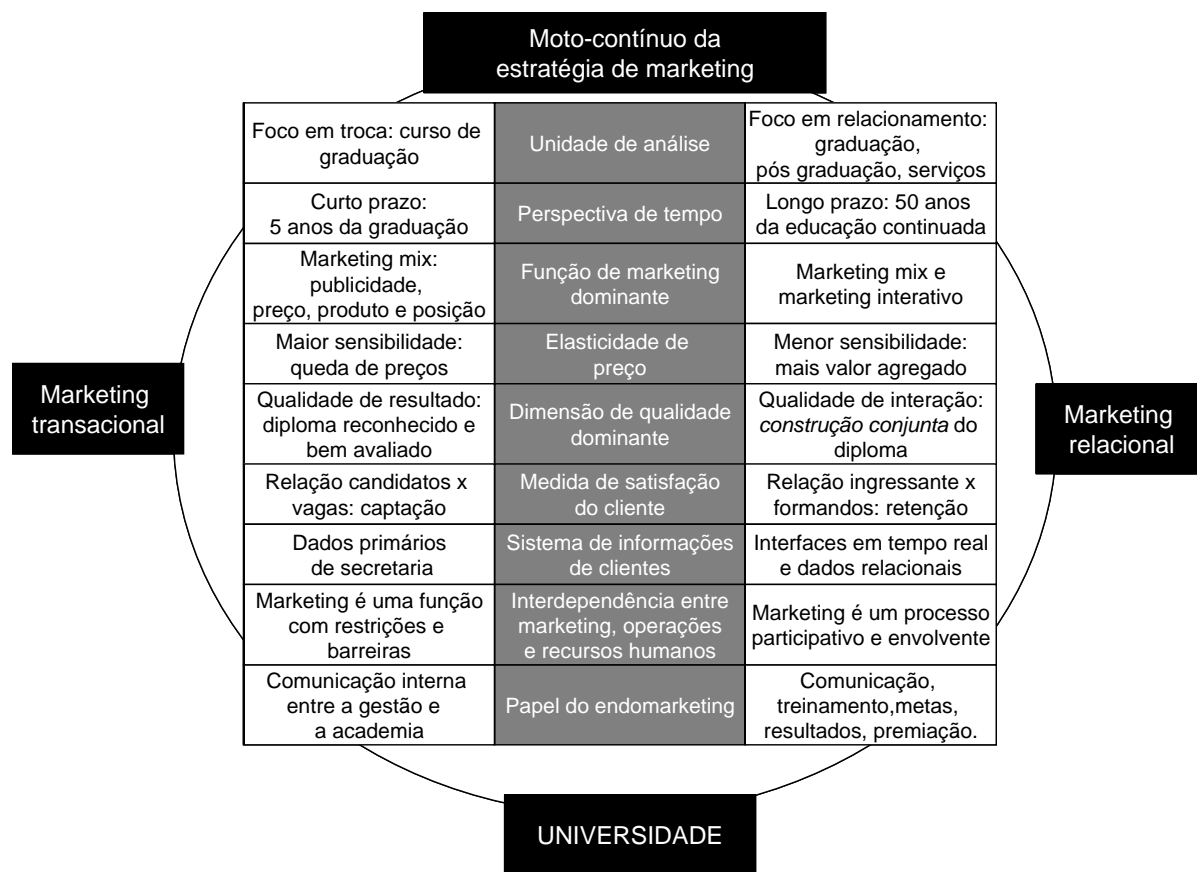 Moto-contínuo da
estratégia de marketing
Foco em troca: curso de
graduação
Unidade de análise
Foco em relacionamento:
graduação,
pós graduação, serviços
Curto prazo:
5 anos da graduação
Perspectiva de tempo
Longo prazo: 50 anos
da educação continuada
Marketing mix:
publicidade,
preço, produto e posição
Função de marketing
dominante
Marketing mix e
marketing interativo
Maior sensibilidade:
queda de preços
Elasticidade de
preço
Menor sensibilidade:
mais valor agregado
Marketing
transacional
Qualidade de resultado:
diploma reconhecido e
bem avaliado
Dimensão de qualidade
dominante
Qualidade de interação:
construção conjunta do
diploma
Marketing
relacional
Relação candidatos x
vagas: captação
Medida de satisfação
do cliente
Relação ingressante x
formandos: retenção
Dados primários
de secretaria
Sistema de informações
de clientes
Interfaces em tempo real
e dados relacionais
Marketing é uma função
com restrições e
barreiras
Interdependência entre
marketing, operações
e recursos humanos
Marketing é um processo
participativo e envolvente
Comunicação interna
entre a gestão e
a academia
Papel do endomarketing
Comunicação,
treinamento,metas,
resultados, premiação.
UNIVERSIDADE